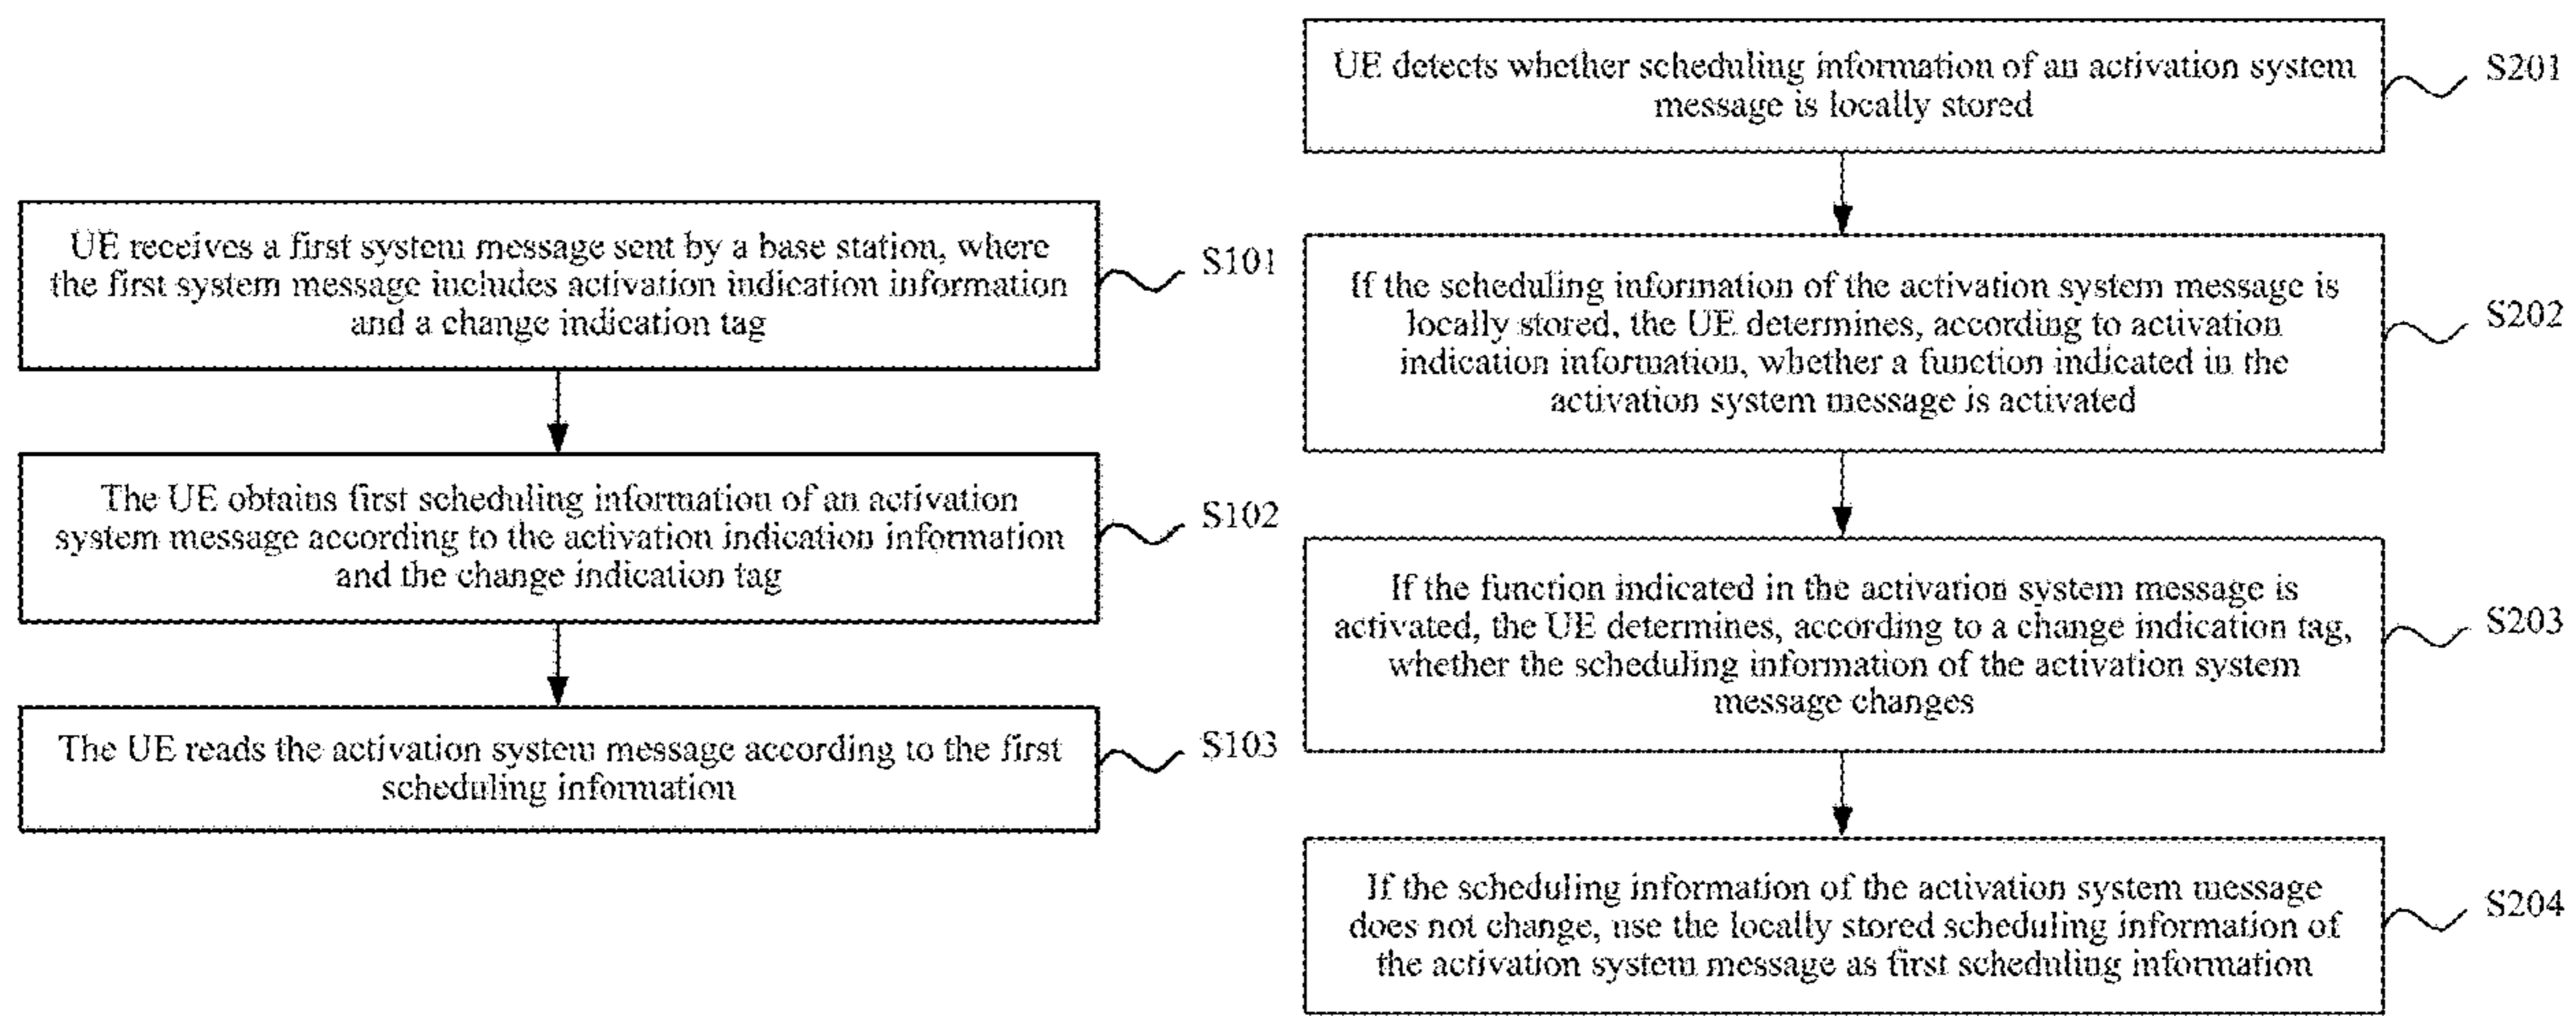 UE receives a first system message sent by a base station, where
the first system message includes activation indication information
and a change indication tag
S101
The UE obtains first scheduling information of an activation
system message according to the activation indication information
and the change indication tag
S102
The UE reads the activation system message according to the first
scheduling information
S103
UE detects whether scheduling information of an activation system
message is locally stored
S201
If the scheduling information of the activation system message is
locally stored, the UE determines, according to activation
indication information, whether a function indicated in the
activation system message is activated
S202
If the function indicated in the activation system message is
activated, the UE determines, according to a change indication tag,
whether the scheduling information of the activation system
message changes
S203
If the scheduling information of the activation system message
does not change, use the locally stored scheduling information of
the activation system message as first scheduling information
S204